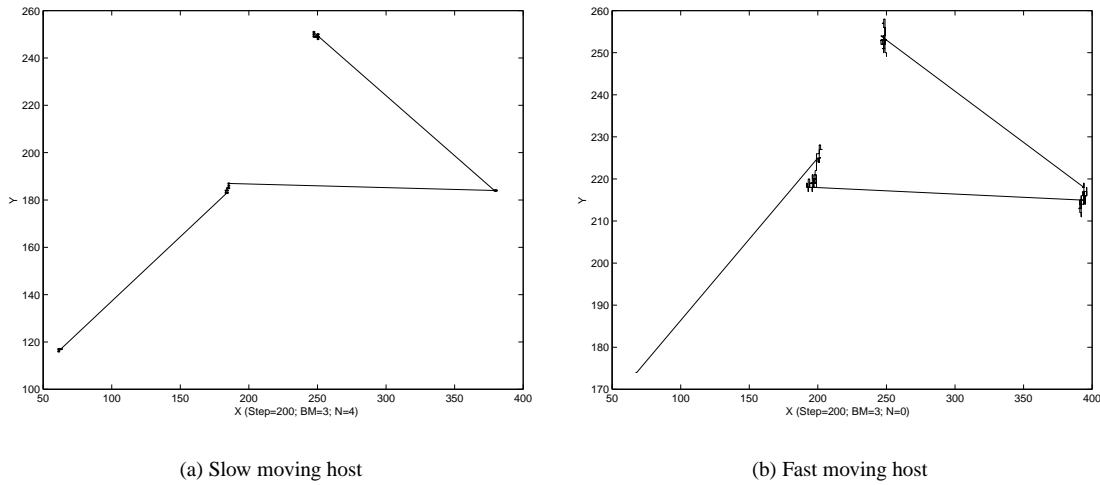 260
240
220
200
180
160
140
120
100
Y
50 100 150 200 250 300 350 400
X (Step=200; BM=3; N=4)
(a) Slow moving host
260
250
240
230
220
210
200
190
180
170
Y
50 100 150 200 250 300 350 400
X (Step=200; BM=3; N=0)
(b) Fast moving host